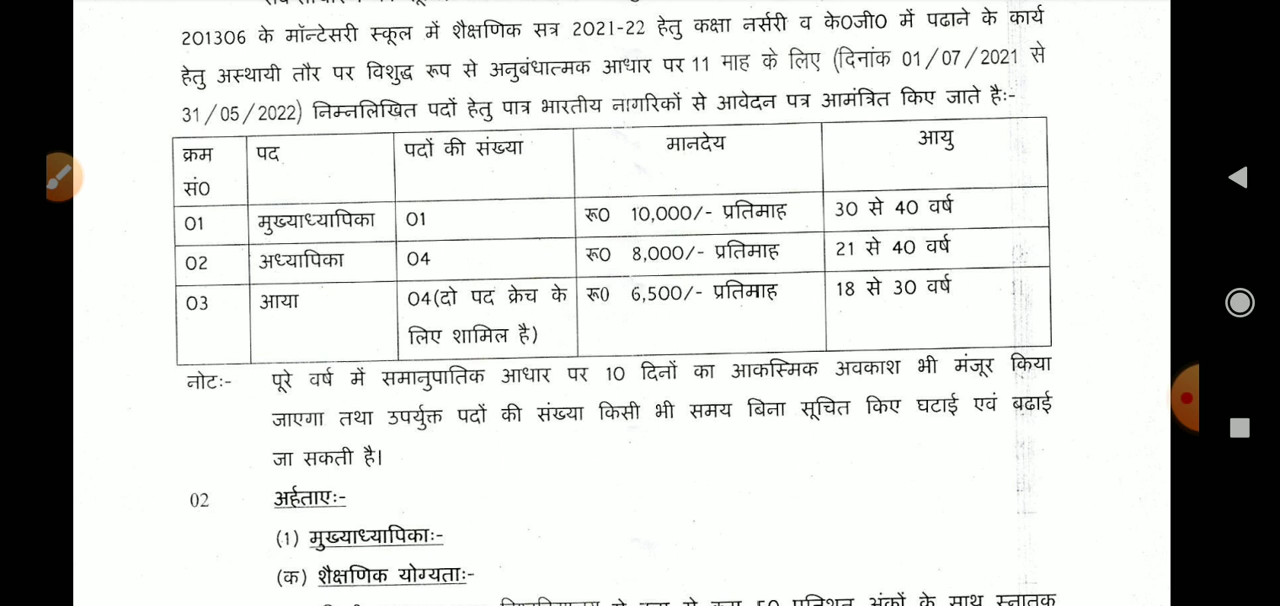 201306 के मॉन्टेसरी स्कूल में शैक्षणिक सत्र 2021-22 हेतु कक्षा नर्सरी व के0जी0 में पढाने के कार्य
हेतु अस्थायी तौर पर विशुद्ध रूप से अनुबंधात्मक आधार पर 11 माह के लिए (दिनांक 01/07/2021 से
31/05/2022) निम्नलिखित पदों हेतु पात्र भारतीय नागरिकों से आवेदन पत्र आमंत्रित किए जाते हैः-
क्रम सं0 पद पदों की संख्या मानदेय आयु
01 मुख्याध्यापिका 01 रू0 10,000/- प्रतिमाह 30 से 40 वर्ष
02 अध्यापिका 04 रू0 8,000/- प्रतिमाह 21 से 40 वर्ष
03 आया 04(दो पद क्रेच के रू0 6,500/- प्रतिमाह 18 से 30 वर्ष
लिए शामिल है)
नोटः- पूरे वर्ष में समानुपातिक आधार पर 10 दिनों का आकस्मिक अवकाश भी मंजूर किया
जाएगा तथा उपर्युक्त पदों की संख्या किसी भी समय बिना सूचित किए घटाई एवं बढाई
जा सकती है।
02 अर्हताएः-
(1) मुख्याध्यापिकाः-
(क) शैक्षणिक योग्यताः-
50 प्रतिशत अंकों के साथ स्नातक